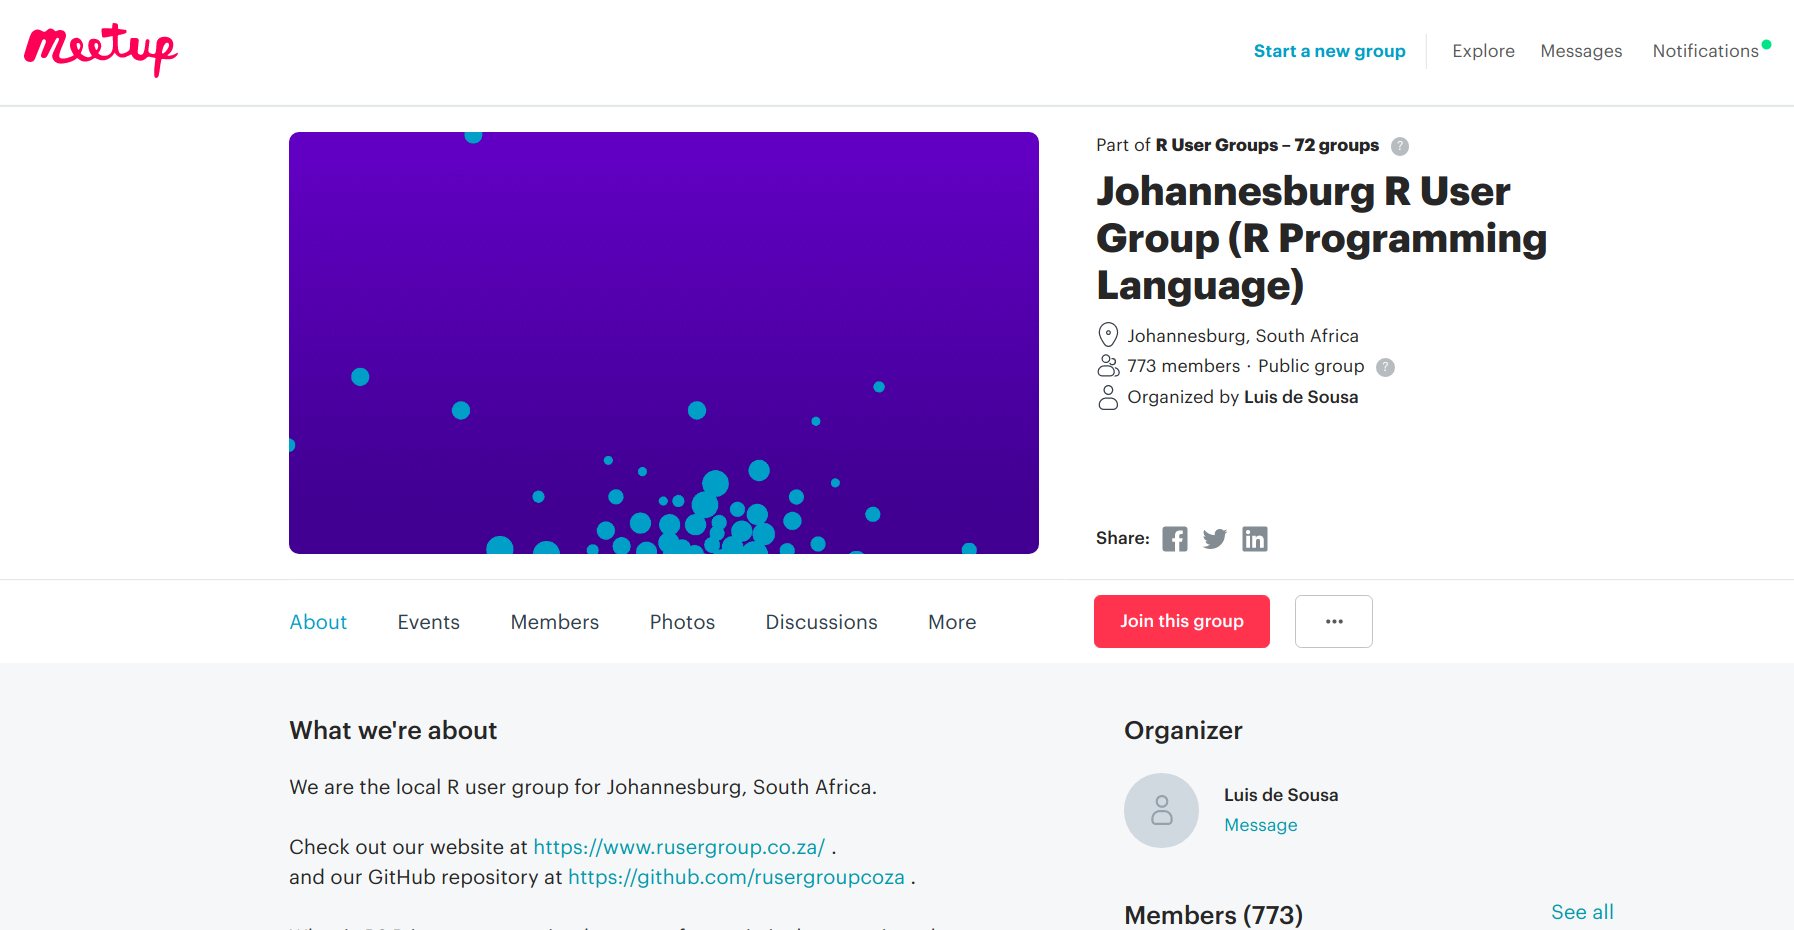 Meetup
Start a new group
Explore
Messages
Notifications
Part of R User Groups – 72 groups ?
Johannesburg R User
Group (R Programming
Language)
Johannesburg, South Africa
773 members · Public group ?
Organized by Luis de Sousa
Share:
About
Events
Members
Photos
Discussions
More
Join this group
What we're about
We are the local R user group for Johannesburg, South Africa.
Check out our website at https://www.rusergroup.co.za/ .
and our GitHub repository at https://github.com/rusergroupcoza .
Organizer
Luis de Sousa
Message
Members (773)
See all